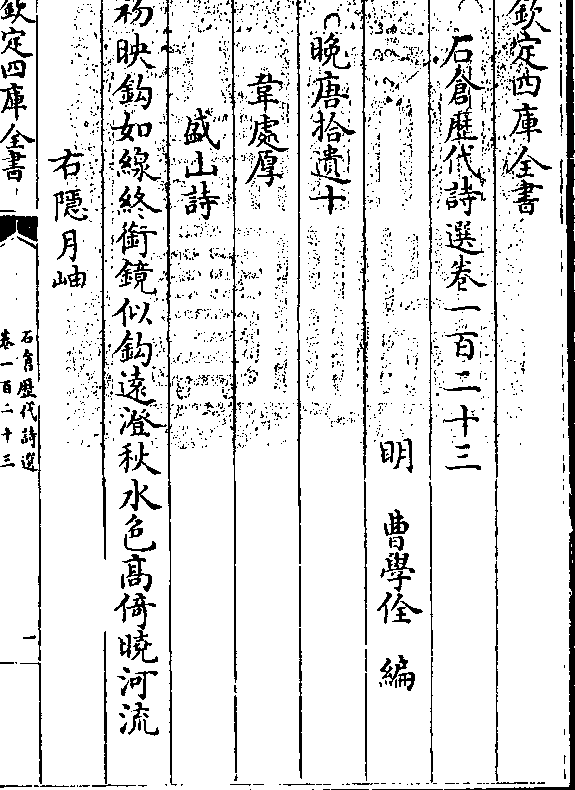 欽定四庫全書
石倉歷代詩選卷一百二十三
明 曹學佺 編
晚唐拾遺十
韋處厚
盛山詩
初映鈎如線終銜鏡似鈎遠澄秋水色高倚曉河流
右隱月岫
欽定四庫全書
石倉歷代詩選
卷一百二十三
一